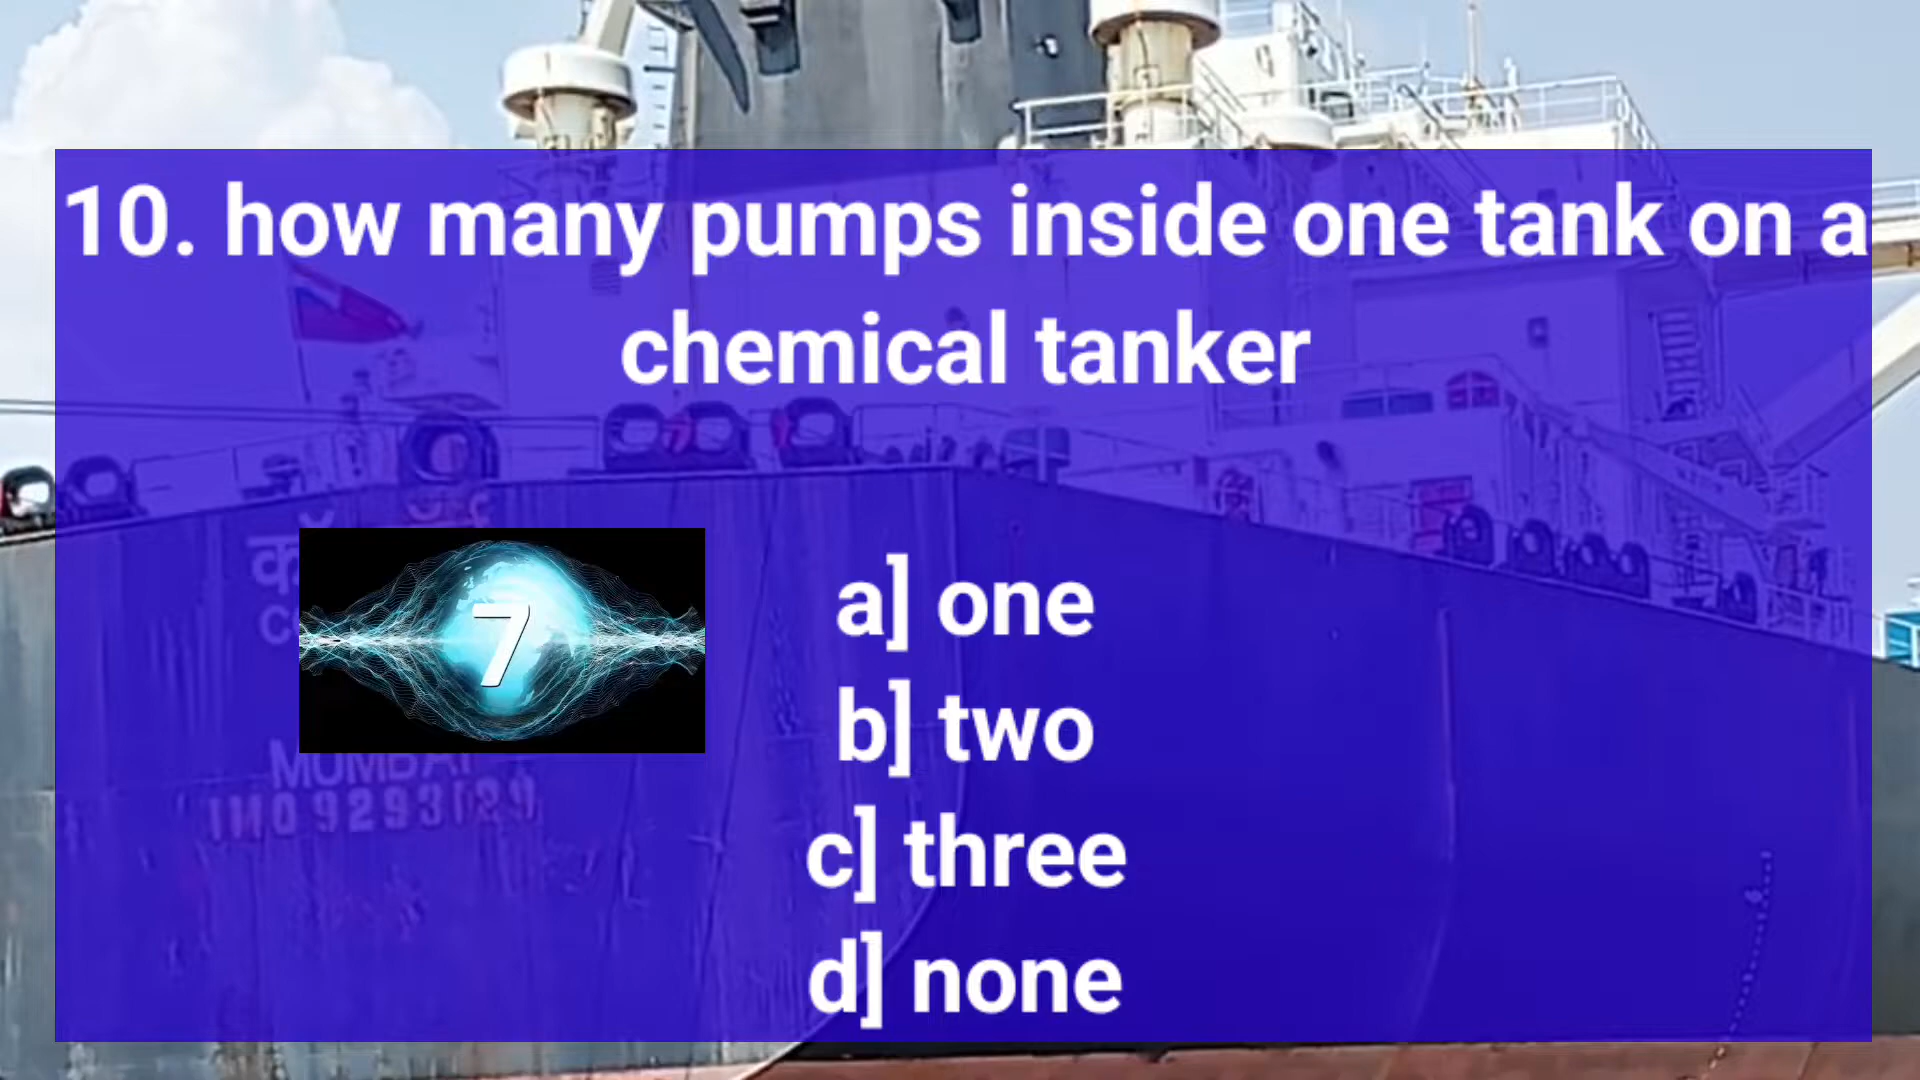 10. how many pumps inside one tank on a
chemical tanker
7
a] one
b] two
c] three
d] none
MUMBAI